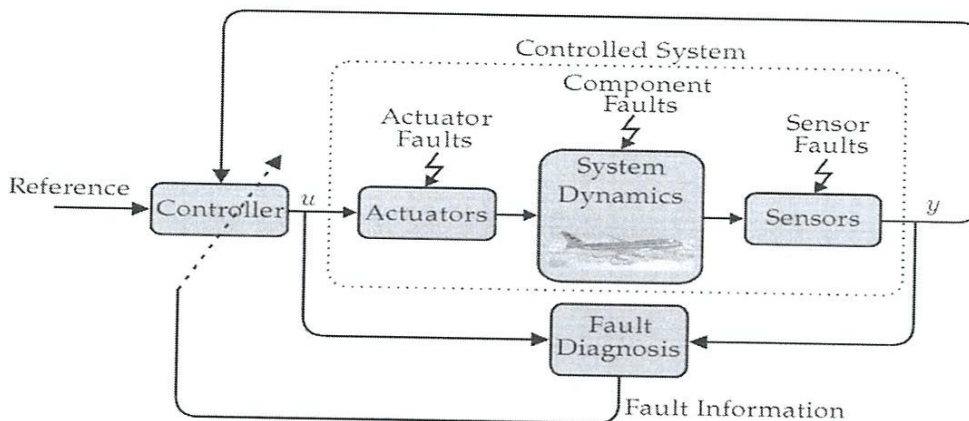 Controlled System
Component
Faults
Actuator
Faults
Sensor
Faults
Reference
Controller
u
Actuators
System
Dynamics
Sensors
y
Fault
Diagnosis
Fault Information